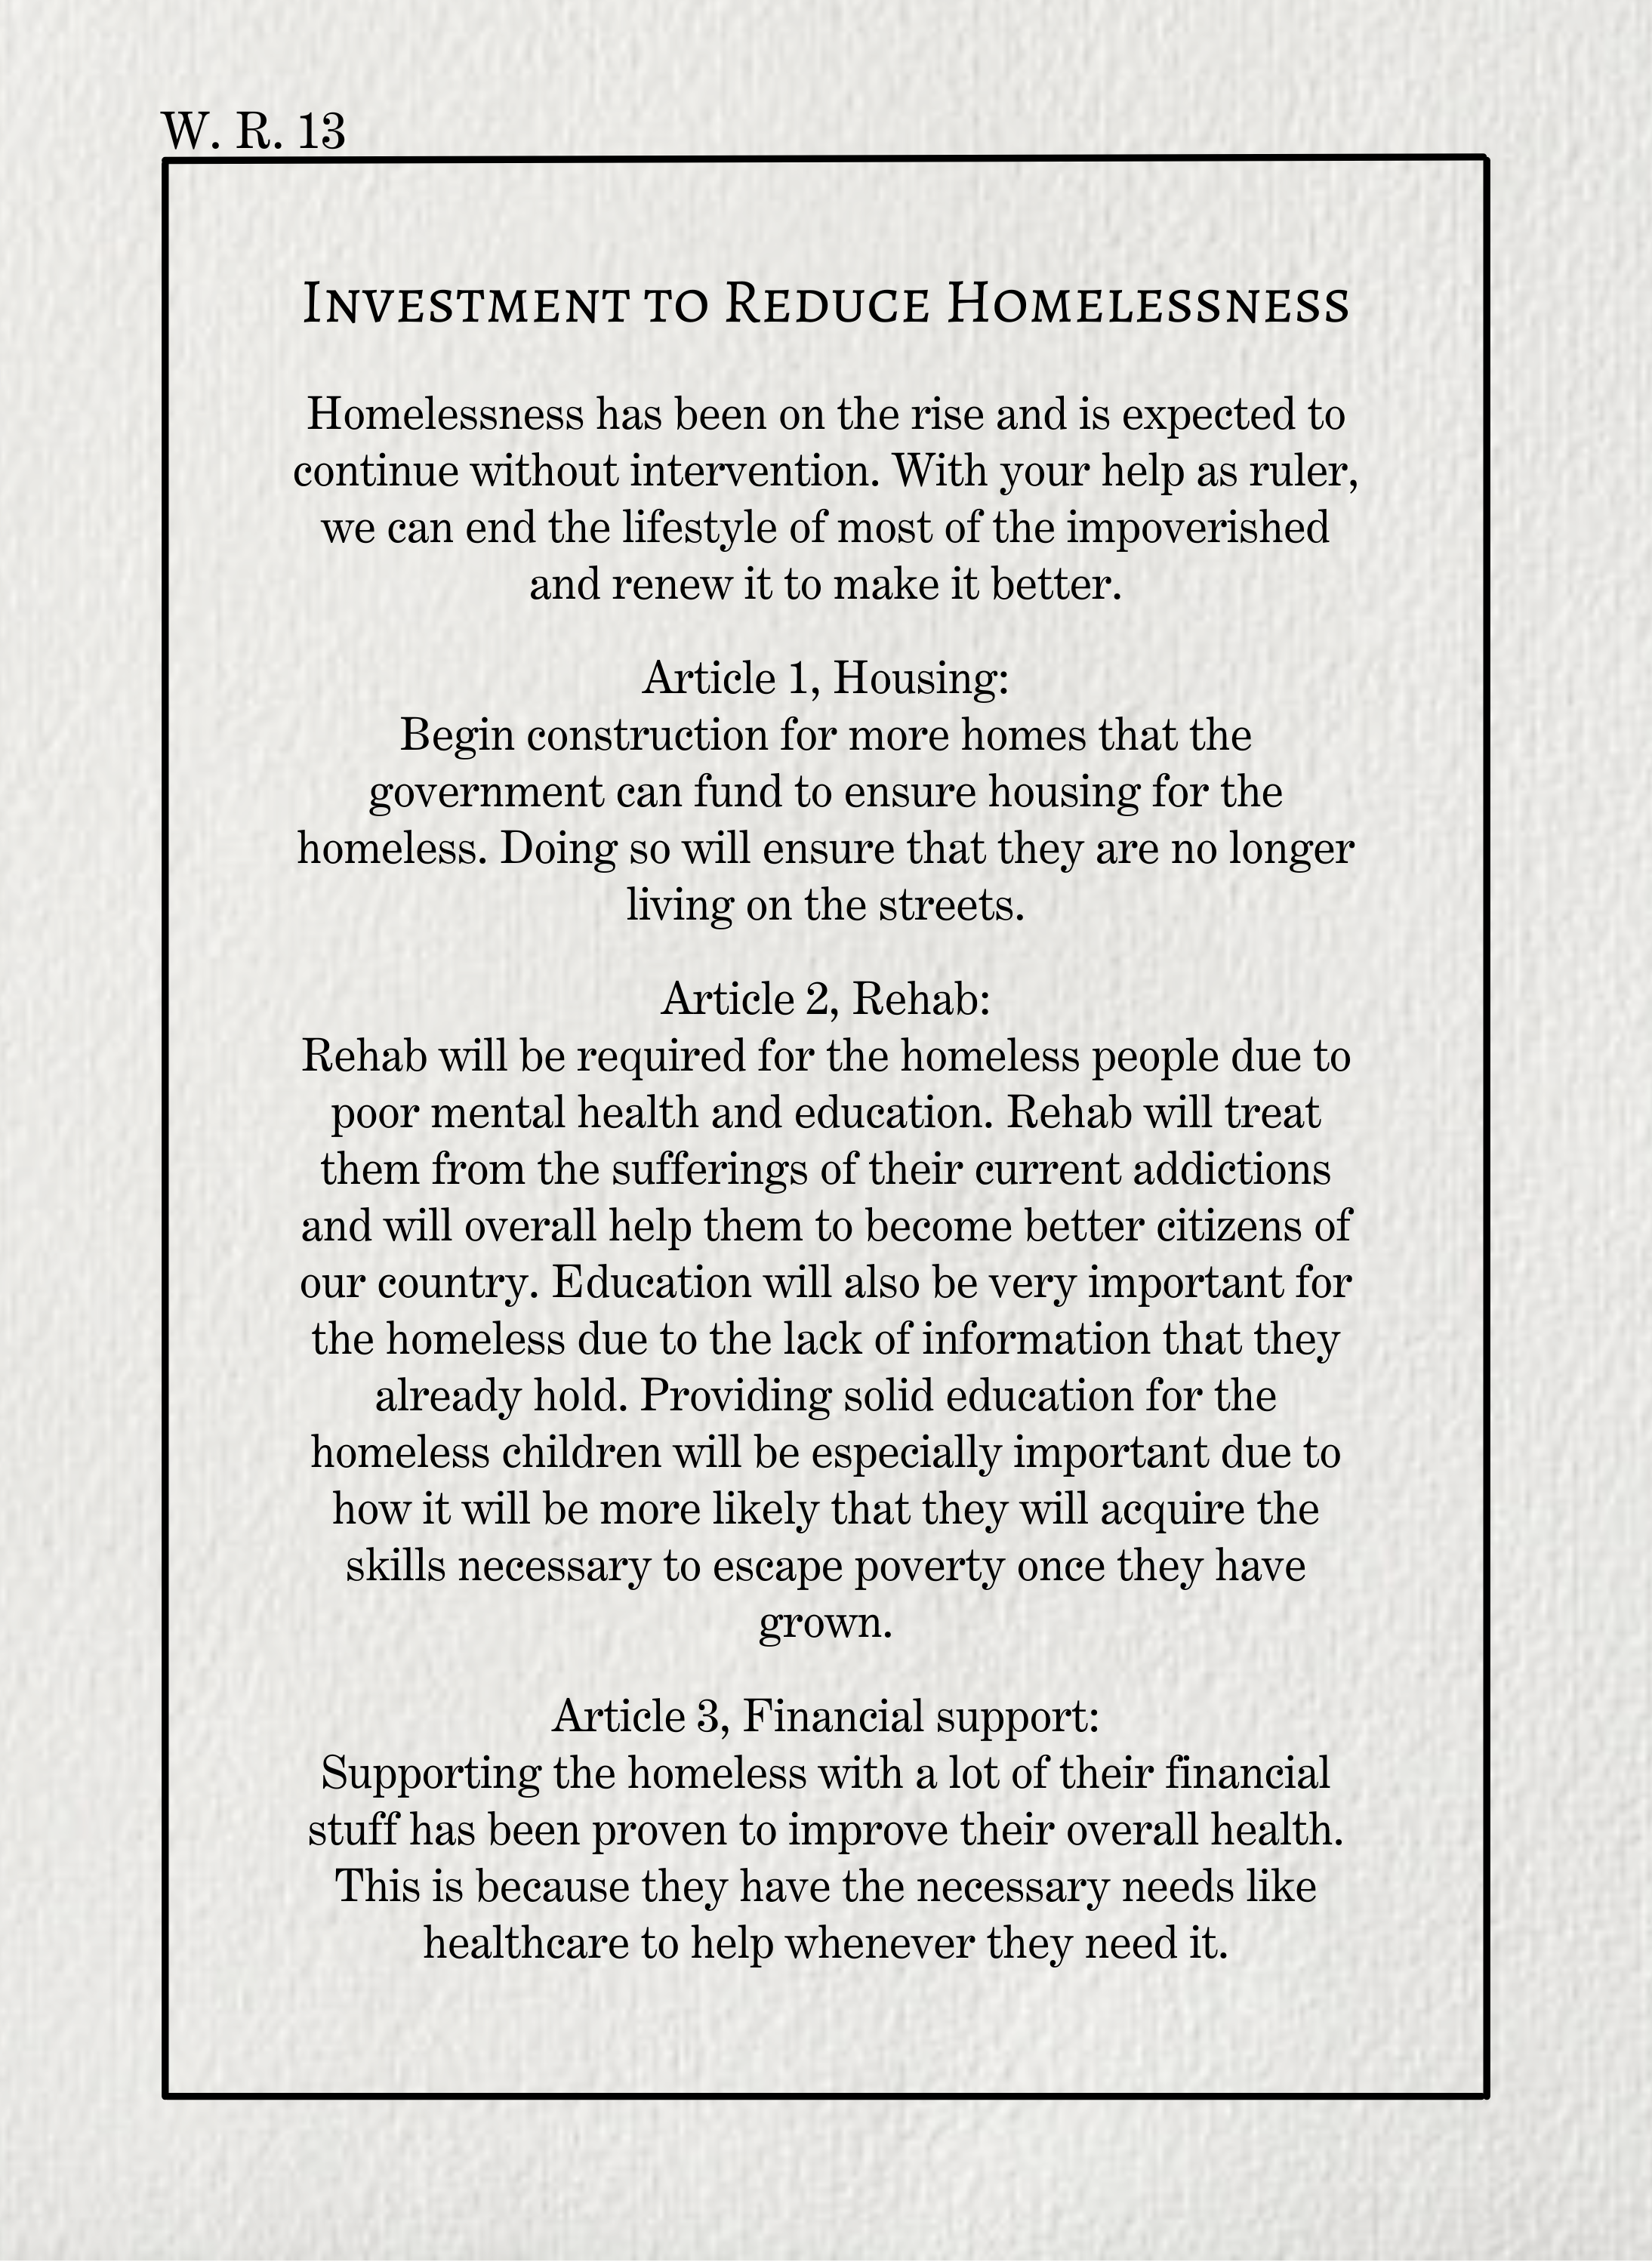 W. R. 13
Investment to Reduce Homelessness
Homelessness has been on the rise and is expected to
continue without intervention. With your help as ruler,
we can end the lifestyle of most of the impoverished
and renew it to make it better.
Article 1, Housing:
Begin construction for more homes that the
government can fund to ensure housing for the
homeless. Doing so will ensure that they are no longer
living on the streets.
Article 2, Rehab:
Rehab will be required for the homeless people due to
poor mental health and education. Rehab will treat
them from the sufferings of their current addictions
and will overall help them to become better citizens of
our country. Education will also be very important for
the homeless due to the lack of information that they
already hold. Providing solid education for the
homeless children will be especially important due to
how it will be more likely that they will acquire the
skills necessary to escape poverty once they have
grown.
Article 3, Financial support:
Supporting the homeless with a lot of their financial
stuff has been proven to improve their overall health.
This is because they have the necessary needs like
healthcare to help whenever they need it.